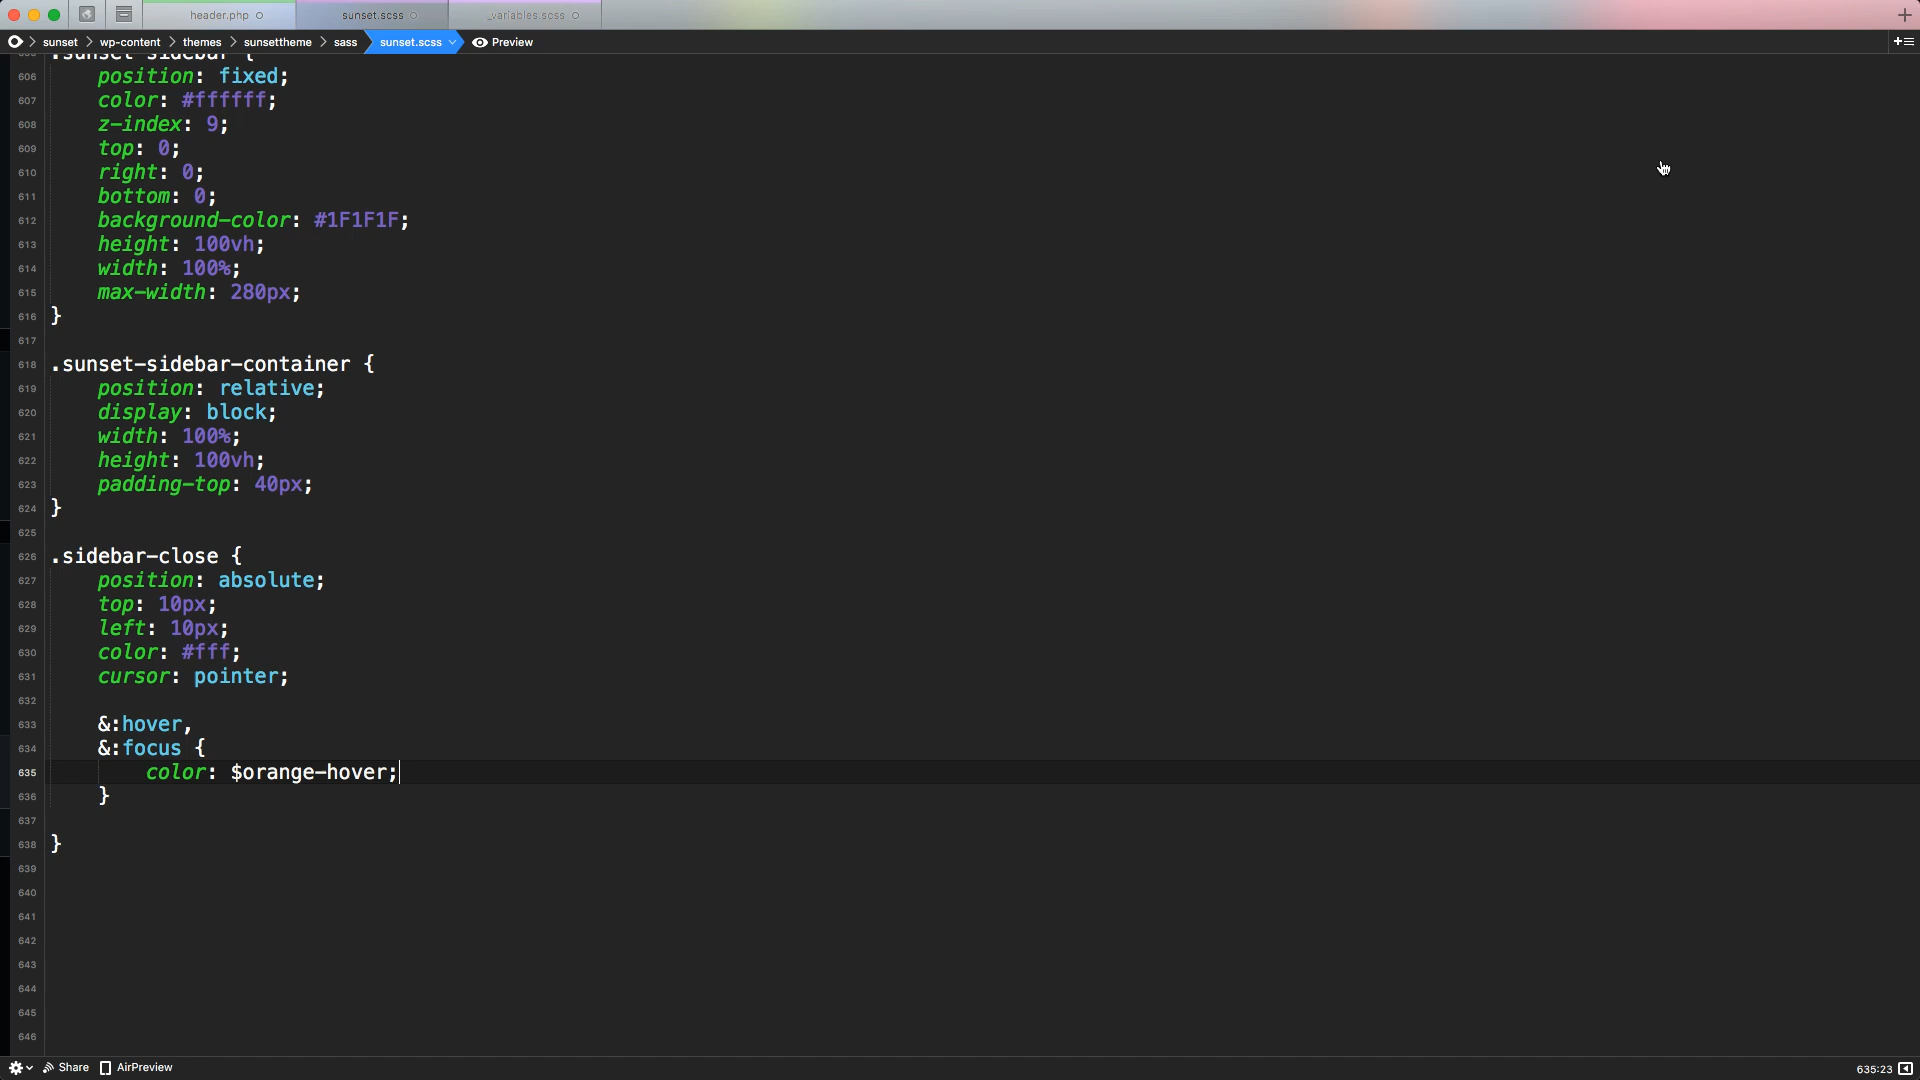 header.php
sunset.scss
_variables.scss
sunset
wp-content
themes
sunsettheme
sass
sunset.scss
Preview
.sunset-sidebar {
606 position: fixed;
607 color: #ffffff;
608 z-index: 9;
609 top: 0;
610 right: 0;
611 bottom: 0;
612 background-color: #1F1F1F;
613 height: 100vh;
614 width: 100%;
615 max-width: 280px;
616 }
617
618 .sunset-sidebar-container {
619 position: relative;
620 display: block;
621 width: 100%;
622 height: 100vh;
623 padding-top: 40px;
624 }
625
626 .sidebar-close {
627 position: absolute;
628 top: 10px;
629 left: 10px;
630 color: #fff;
631 cursor: pointer;
632
633 &:hover,
634 &:focus {
635 color: $orange-hover;
636 }
637
638 }
639
640
641
642
643
644
645
646
Share
AirPreview
635:23